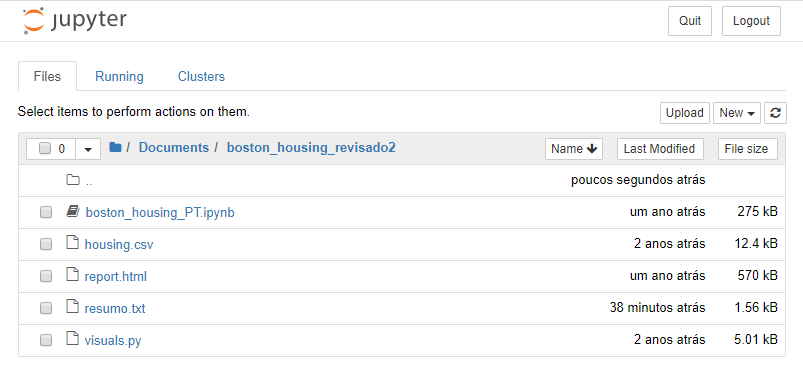 jupyter Quit Logout
Files Running Clusters
Select items to perform actions on them. Upload New
0 / Documents / boston_housing_revisado2 Name Last Modified File size
.. poucos segundos atrás
boston_housing_PT.ipynb um ano atrás 275 kB
housing.csv 2 anos atrás 12.4 kB
report.html um ano atrás 570 kB
resumo.txt 38 minutos atrás 1.56 kB
visuals.py 2 anos atrás 5.01 kB